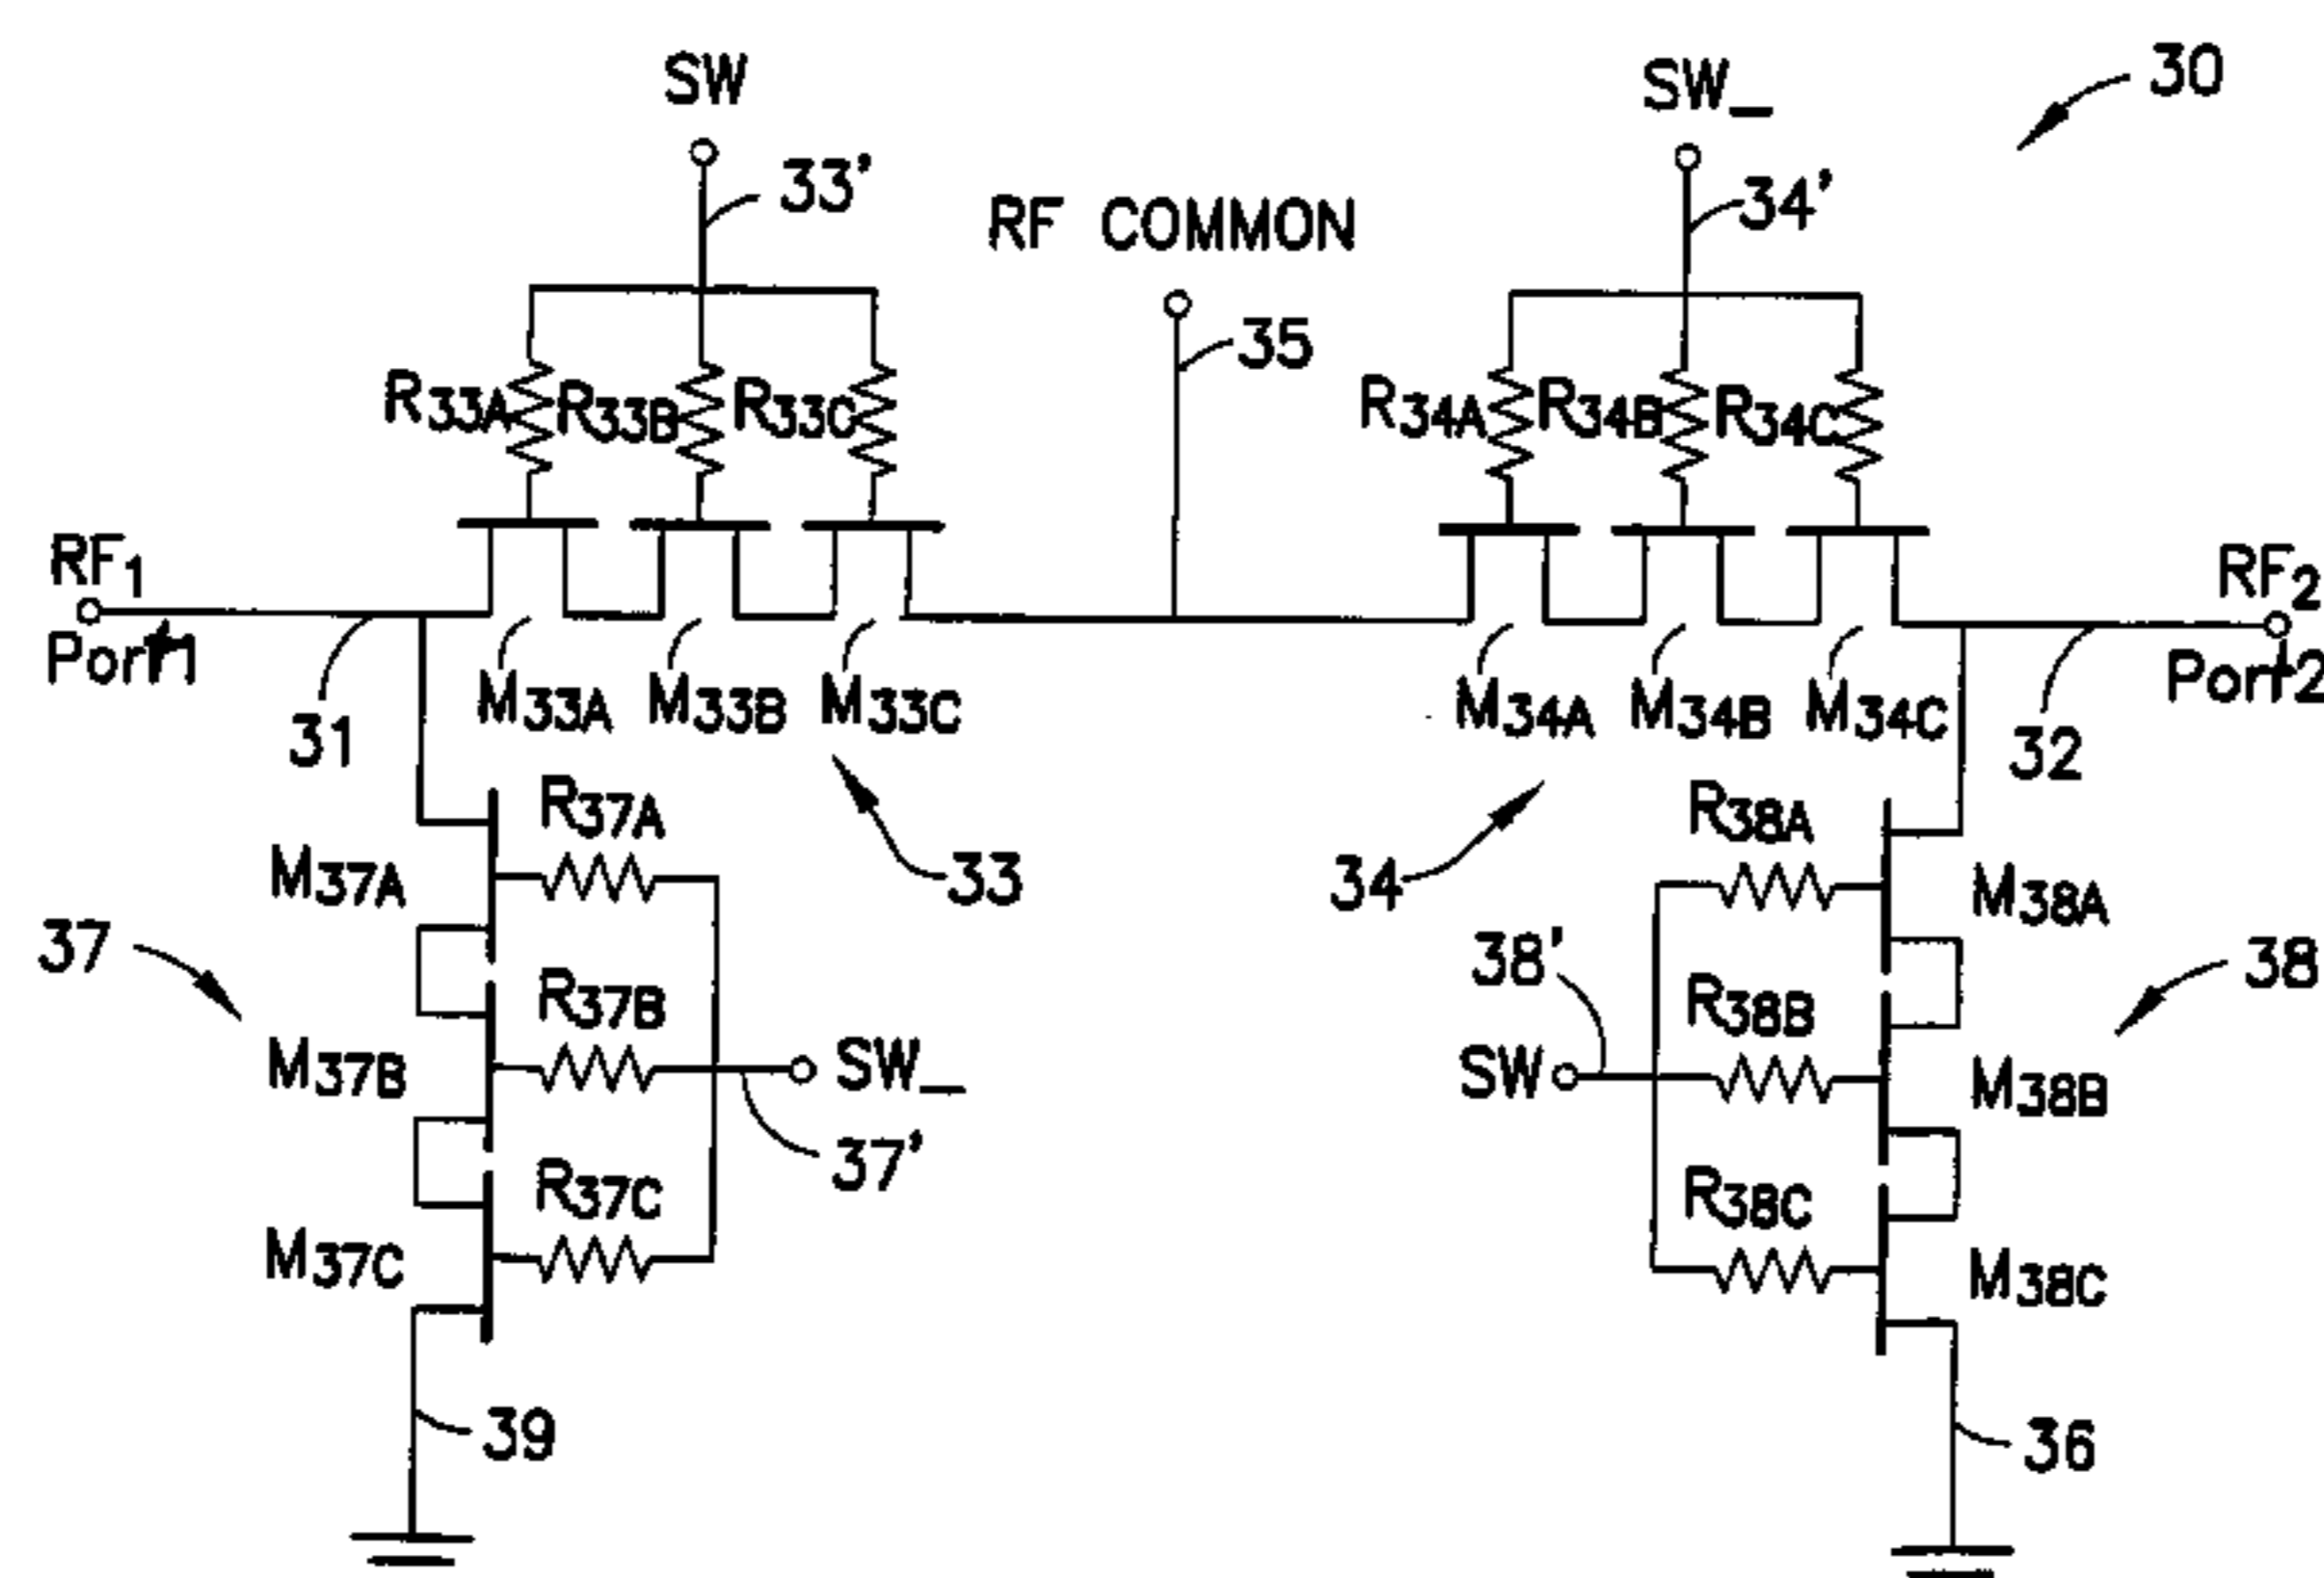 SW
SW_
30
33'
34'
RF COMMON
35
R33A
R33B
R33C
R34A
R34B
R34C
RF1
Port1
RF2
Port2
31
M33A
M33B
M33C
M34A
M34B
M34C
32
33
34
R37A
M37A
37
R37B
M37B
SW_
37'
R37C
M37C
39
R38A
M38A
38'
38
R38B
SW
M38B
R38C
M38C
36